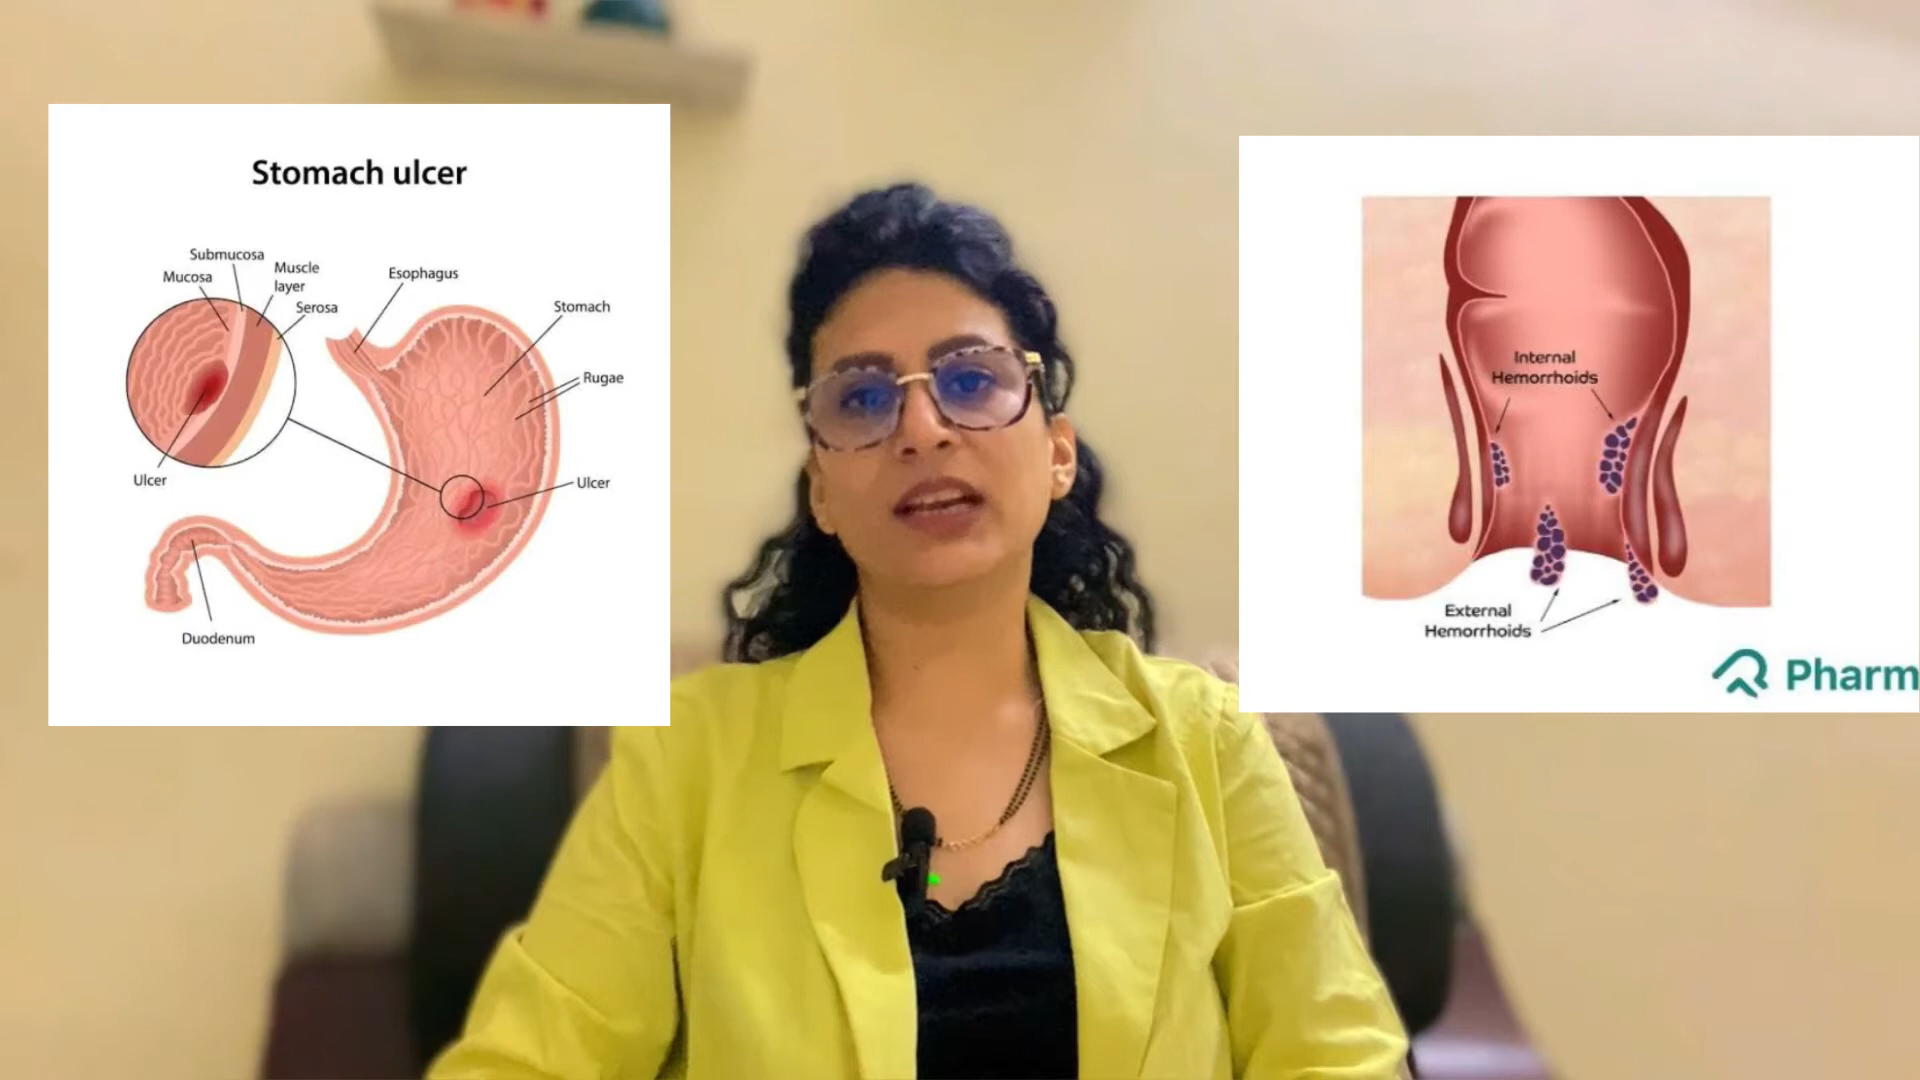 Stomach ulcer
Submucosa
Mucosa
Muscle
layer
Serosa
Esophagus
Stomach
Rugae
Ulcer
Ulcer
Duodenum
Internal
Hemorrhoids
External
Hemorrhoids
Pharm